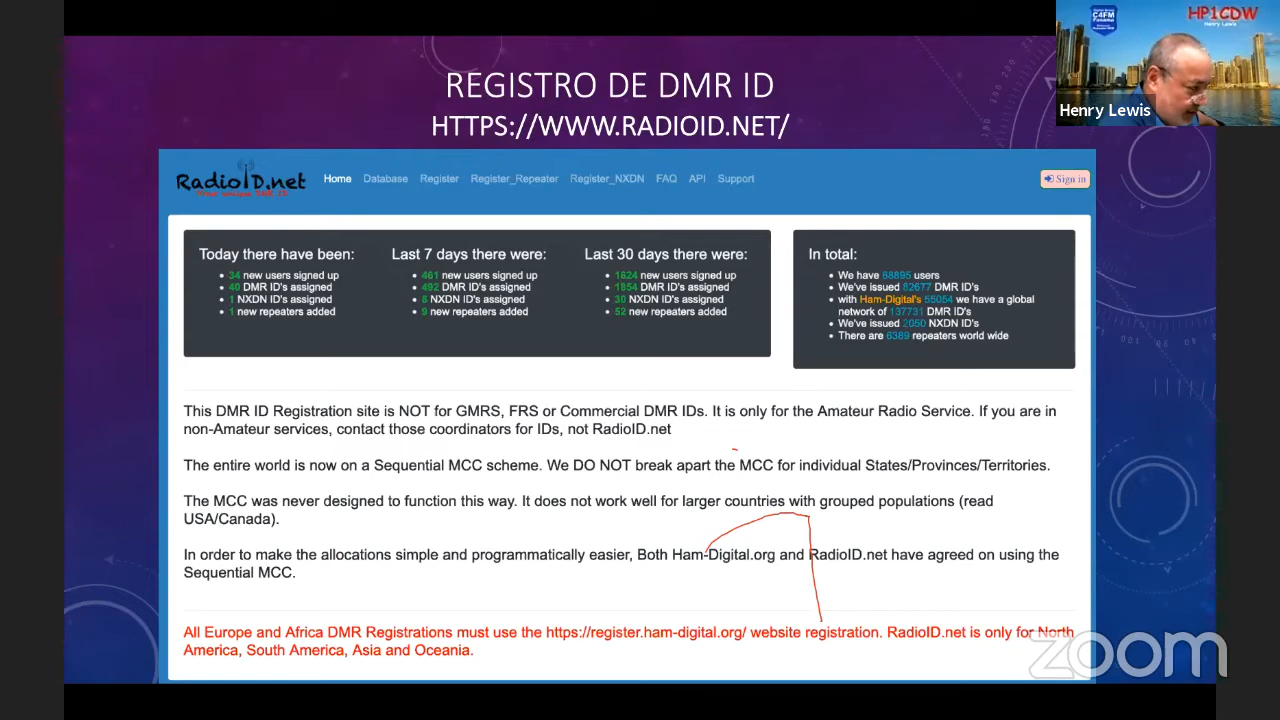 C4FM
Panama
HP1CDW
Henry Lewis
Henry Lewis
REGISTRO DE DMR ID
HTTPS://WWW.RADIOID.NET/
RadioID.net
Home Database Register Register_Repeater Register_NXDN FAQ API Support
Sign in
Today there have been:
34 new users signed up
40 DMR ID's assigned
1 NXDN ID's assigned
1 new repeaters added
Last 7 days there were:
461 new users signed up
492 DMR ID's assigned
8 NXDN ID's assigned
9 new repeaters added
Last 30 days there were:
1624 new users signed up
1854 DMR ID's assigned
30 NXDN ID's assigned
52 new repeaters added
In total:
We have 68895 users
We've issued 82677 DMR ID's
with Ham-Digital's 55054 we have a global
network of 137731 DMR ID's
We've issued 2050 NXDN ID's
There are 6389 repeaters world wide
This DMR ID Registration site is NOT for GMRS, FRS or Commercial DMR IDs. It is only for the Amateur Radio Service. If you are in
non-Amateur services, contact those coordinators for IDs, not RadioID.net
The entire world is now on a Sequential MCC scheme. We DO NOT break apart the MCC for individual States/Provinces/Territories.
The MCC was never designed to function this way. It does not work well for larger countries with grouped populations (read
USA/Canada).
In order to make the allocations simple and programmatically easier, Both Ham-Digital.org and RadioID.net have agreed on using the
Sequential MCC.
All Europe and Africa DMR Registrations must use the https://register.ham-digital.org/ website registration. RadioID.net is only for North
America, South America, Asia and Oceania.
zoom